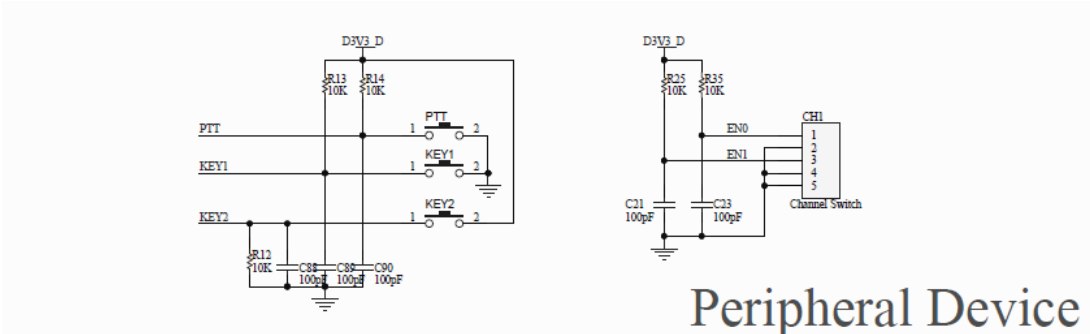 D3V3_D
R13
10K
R14
10K
PTT
PTT
1
2
KEY1
KEY1
1
2
KEY2
KEY2
1
2
R12
10K
C88
100pF
C89
100pF
C90
100pF
D3V3_D
R25
10K
R35
10K
CH1
EN0
EN1
1
2
3
4
5
Channel Switch
C21
100pF
C23
100pF
Peripheral Device